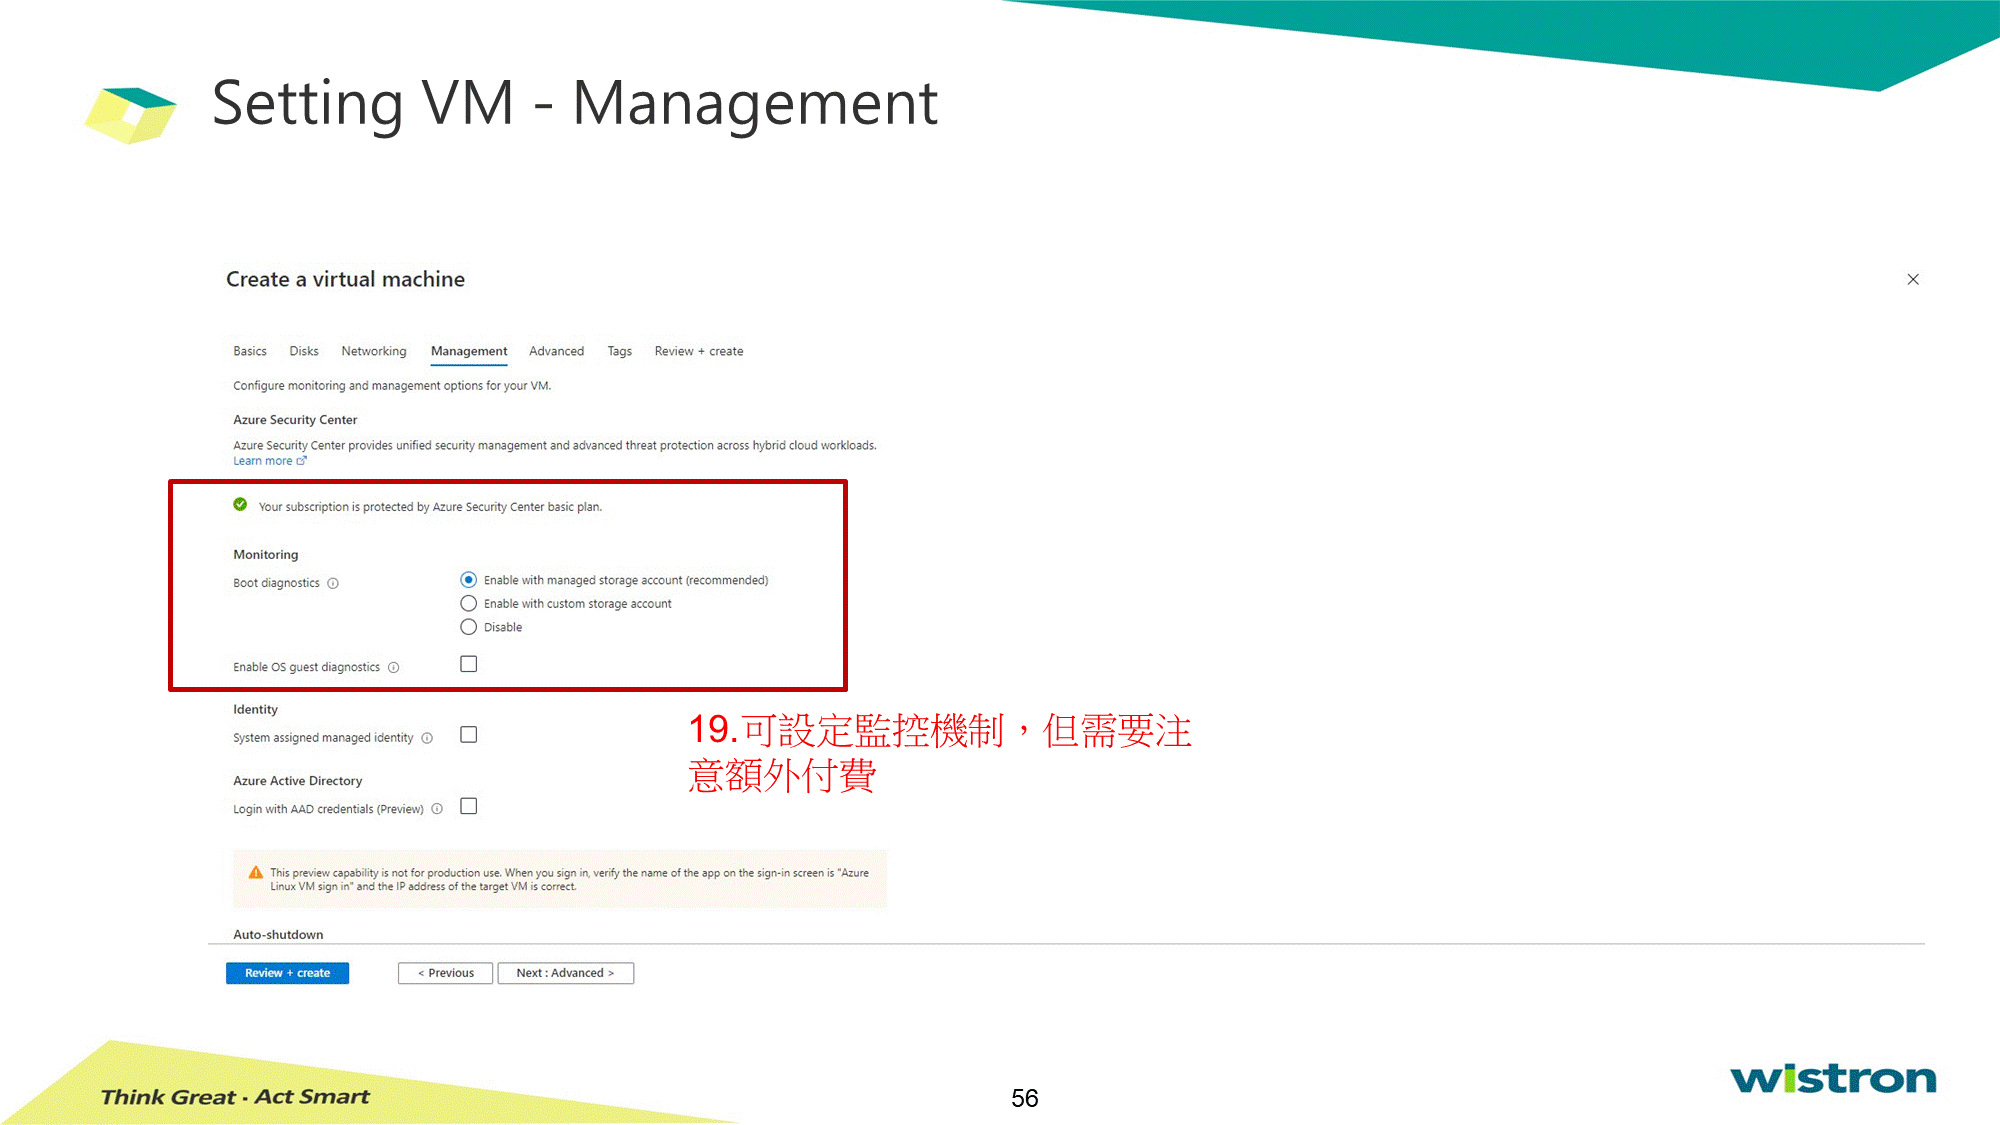 Setting VM - Management
Create a virtual machine
Basics Disks Networking Management Advanced Tags Review + create
Configure monitoring and management options for your VM.
Azure Security Center
Azure Security Center provides unified security management and advanced threat protection across hybrid cloud workloads.
Learn more
Your subscription is protected by Azure Security Center basic plan.
Monitoring
Boot diagnostics
Enable with managed storage account (recommended)
Enable with custom storage account
Disable
Enable OS guest diagnostics
Identity
System assigned managed identity
19.可設定監控機制，但需要注
意額外付費
Azure Active Directory
Login with AAD credentials (Preview)
This preview capability is not for production use. When you sign in, verify the name of the app on the sign-in screen is "Azure
Linux VM sign in" and the IP address of the target VM is correct.
Auto-shutdown
Review + create < Previous Next : Advanced >
Think Great · Act Smart
56
wistron